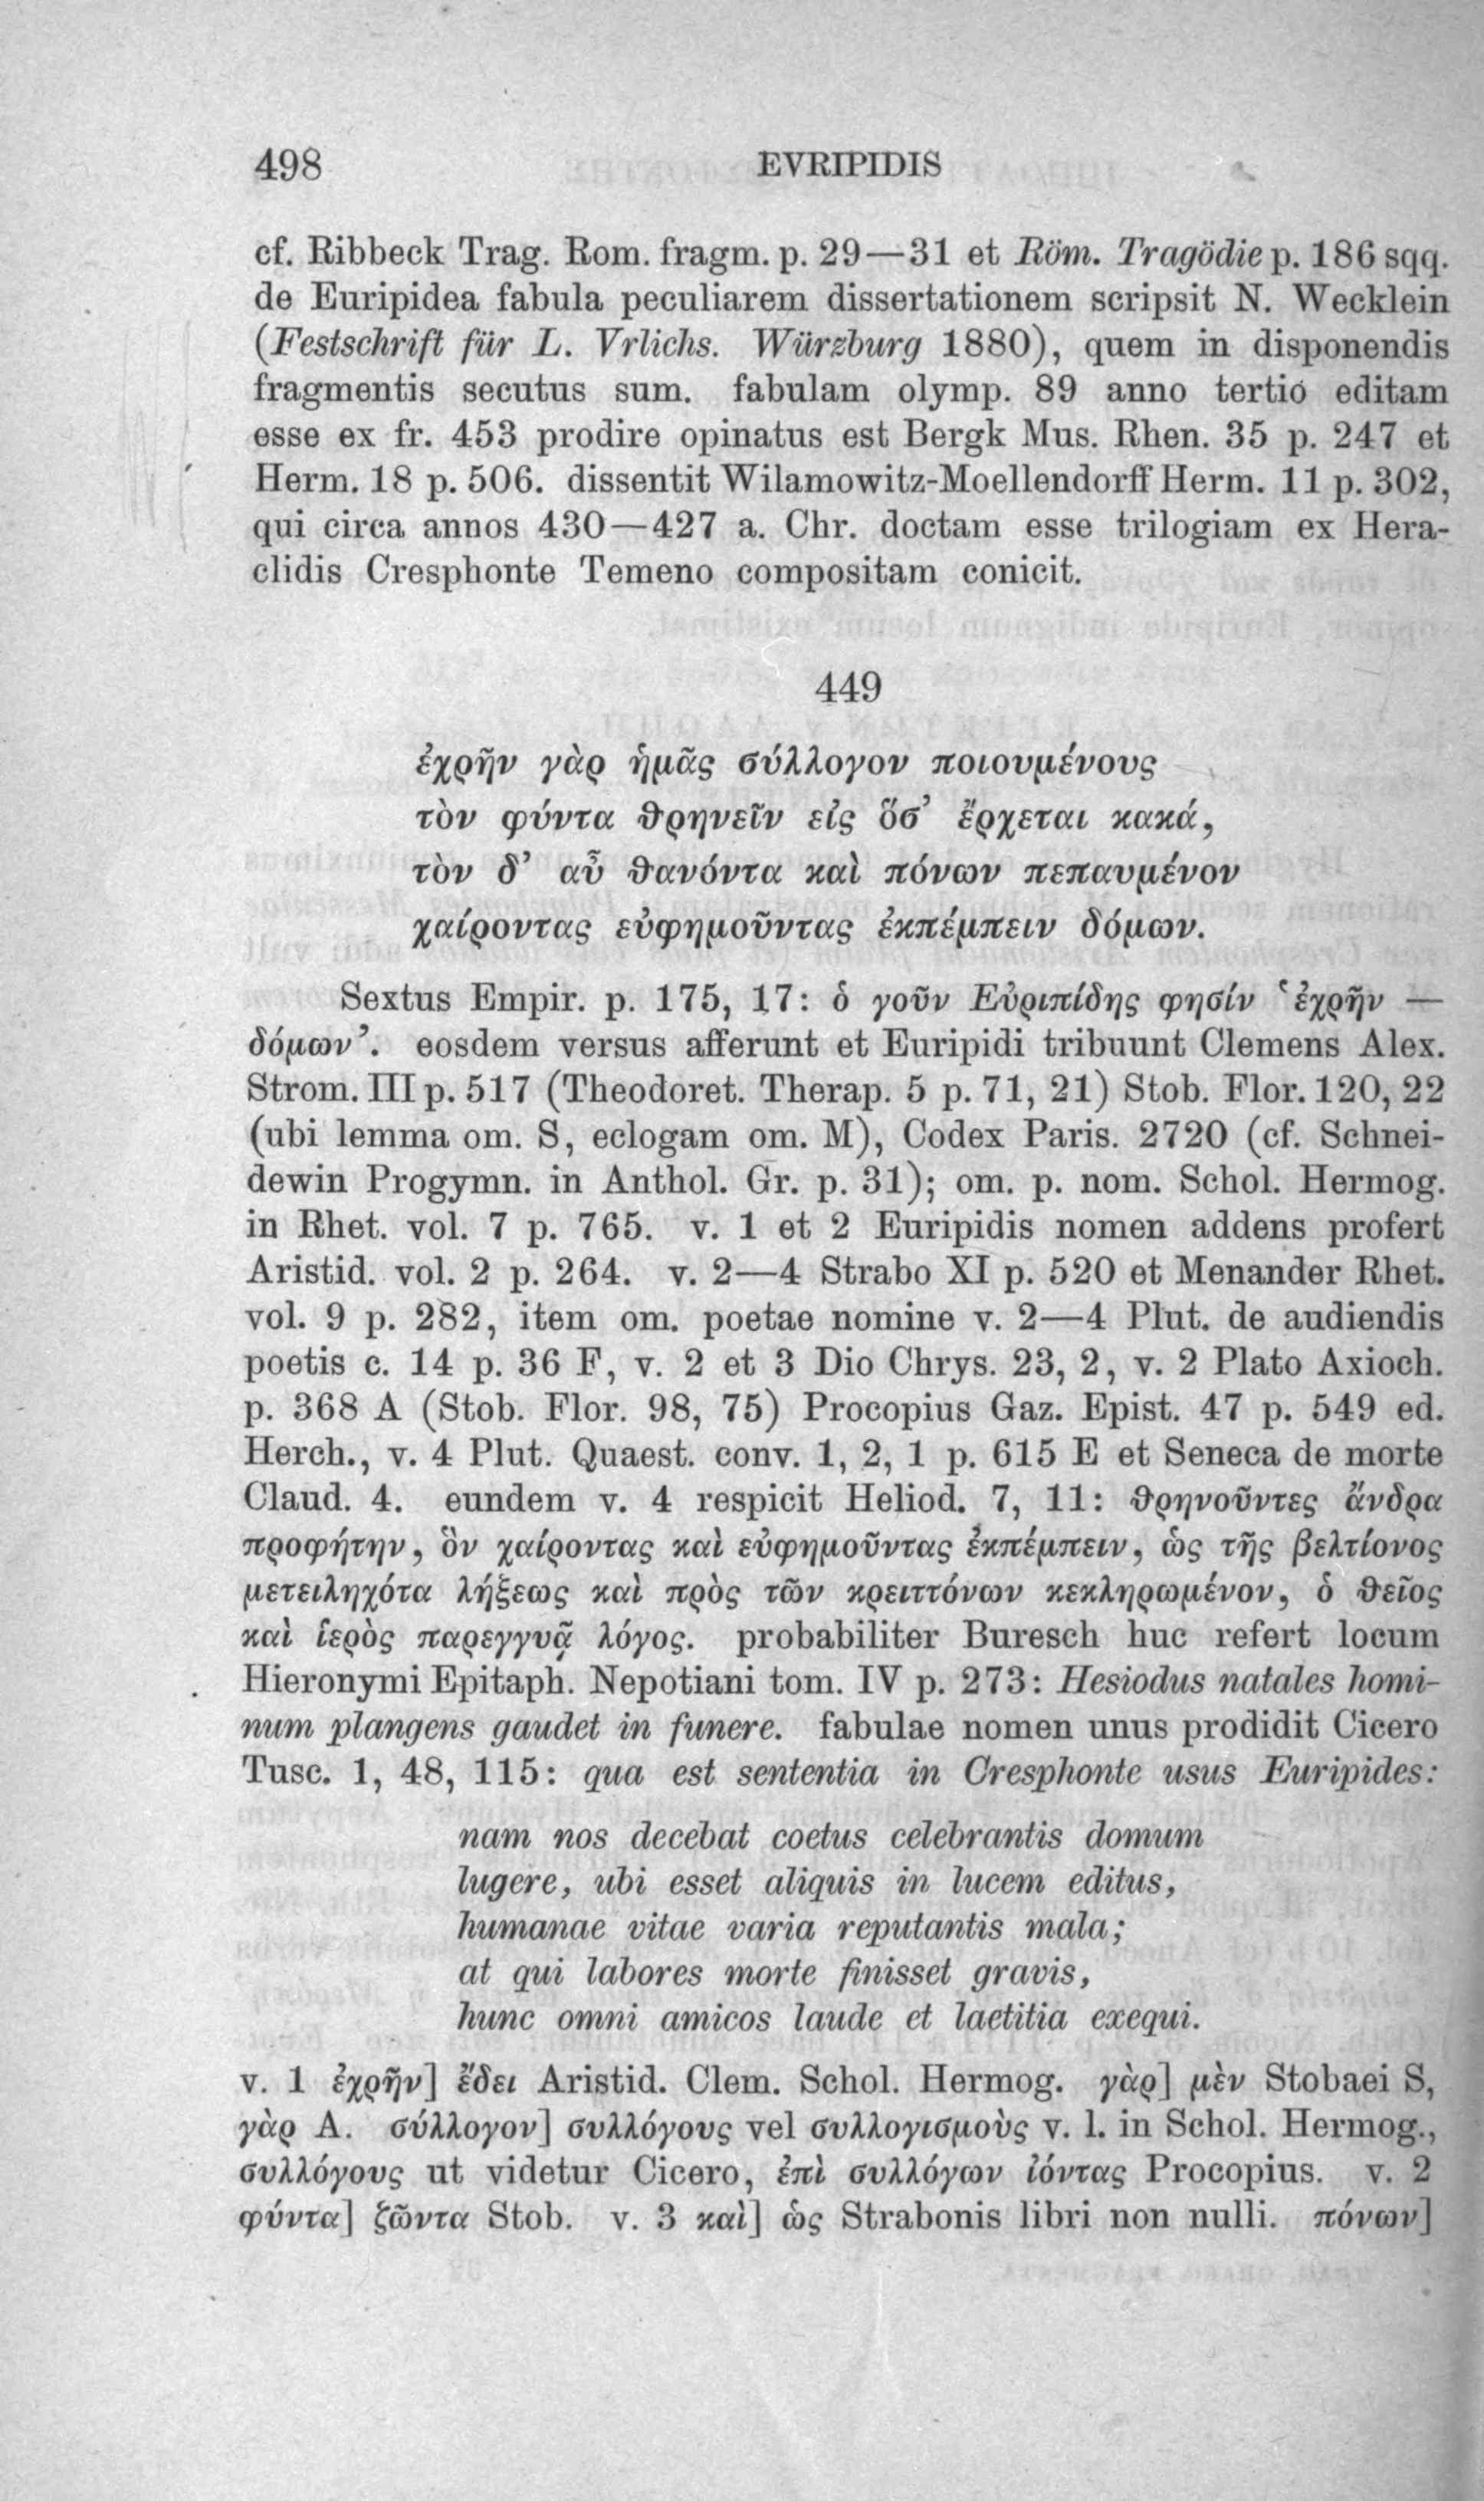 498 EVRIPIDIS
cf. Ribbeck Trag. Rom. fragm. p. 29—31 et Röm. Tragödie p. 186 sqq.
de Euripidea fabula peculiarem dissertationem scripsit N. Wecklein
(Festschrift für L. Vrlichs. Würzburg 1880), quem in disponendis
fragmentis secutus sum. fabulam olymp. 89 anno tertio editam
esse ex fr. 453 prodire opinatus est Bergk Mus. Rhen. 35 p. 247 et
Herm. 18 p. 506. dissentit Wilamowitz-Moellendorff Herm. 11 p. 302,
qui circa annos 430—427 a. Chr. doctam esse trilogiam ex Hera-
clidis Cresphonte Temeno compositam conicit.
449
ἐχρῆν γὰρ ἡμᾶς σύλλογον ποιουμένους
τὸν φύντα θρηνεῖν εἰς ὅσ’ ἔρχεται κακά,
τὸν δ’ αὖ θανόντα καὶ πόνων πεπαυμένον
χαίροντας εὐφημοῦντας ἐκπέμπειν δόμων.
Sextus Empir. p. 175, 17: ὁ γοῦν Εὐριπίδης φησίν ‘ἐχρῆν —
δόμων’. eosdem versus afferunt et Euripidi tribuunt Clemens Alex.
Strom. III p. 517 (Theodoret. Therap. 5 p. 71, 21) Stob. Flor. 120, 22
(ubi lemma om. S, eclogam om. M), Codex Paris. 2720 (cf. Schnei-
dewin Progymn. in Anthol. Gr. p. 31); om. p. nom. Schol. Hermog.
in Rhet. vol. 7 p. 765. v. 1 et 2 Euripidis nomen addens profert
Aristid. vol. 2 p. 264. v. 2—4 Strabo XI p. 520 et Menander Rhet.
vol. 9 p. 282, item om. poetae nomine v. 2—4 Plut. de audiendis
poetis c. 14 p. 36 F, v. 2 et 3 Dio Chrys. 23, 2, v. 2 Plato Axioch.
p. 368 A (Stob. Flor. 98, 75) Procopius Gaz. Epist. 47 p. 549 ed.
Herch., v. 4 Plut. Quaest. conv. 1, 2, 1 p. 615 E et Seneca de morte
Claud. 4. eundem v. 4 respicit Heliod. 7, 11: θρηνοῦντες ἄνδρα
προφήτην, ὃν χαίροντας καὶ εὐφημοῦντας ἐκπέμπειν, ὡς τῆς βελτίονος
μετειληχότα λήξεως καὶ πρὸς τῶν κρειττόνων κεκληρωμένον, ὁ θεῖος
καὶ ἱερὸς παρεγγυᾷ λόγος. probabiliter Buresch huc refert locum
Hieronymi Epitaph. Nepotiani tom. IV p. 273: Hesiodus natales homi-
num plangens gaudet in funere. fabulae nomen unus prodidit Cicero
Tusc. 1, 48, 115: qua est sententia in Cresphonte usus Euripides:
nam nos decebat coetus celebrantis domum
lugere, ubi esset aliquis in lucem editus,
humanae vitae varia reputantis mala;
at qui labores morte finisset gravis,
hunc omni amicos laude et laetitia exequi.
v. 1 ἐχρῆν] ἔδει Aristid. Clem. Schol. Hermog. γὰρ] μὲν Stobaei S,
γὰρ A. σύλλογον] συλλόγους vel συλλογισμοὺς v. l. in Schol. Hermog.,
συλλόγους ut videtur Cicero, ἐπὶ συλλόγων ἰόντας Procopius. v. 2
φύντα] ζῶντα Stob. v. 3 καὶ] ὡς Strabonis libri non nulli. πόνων]